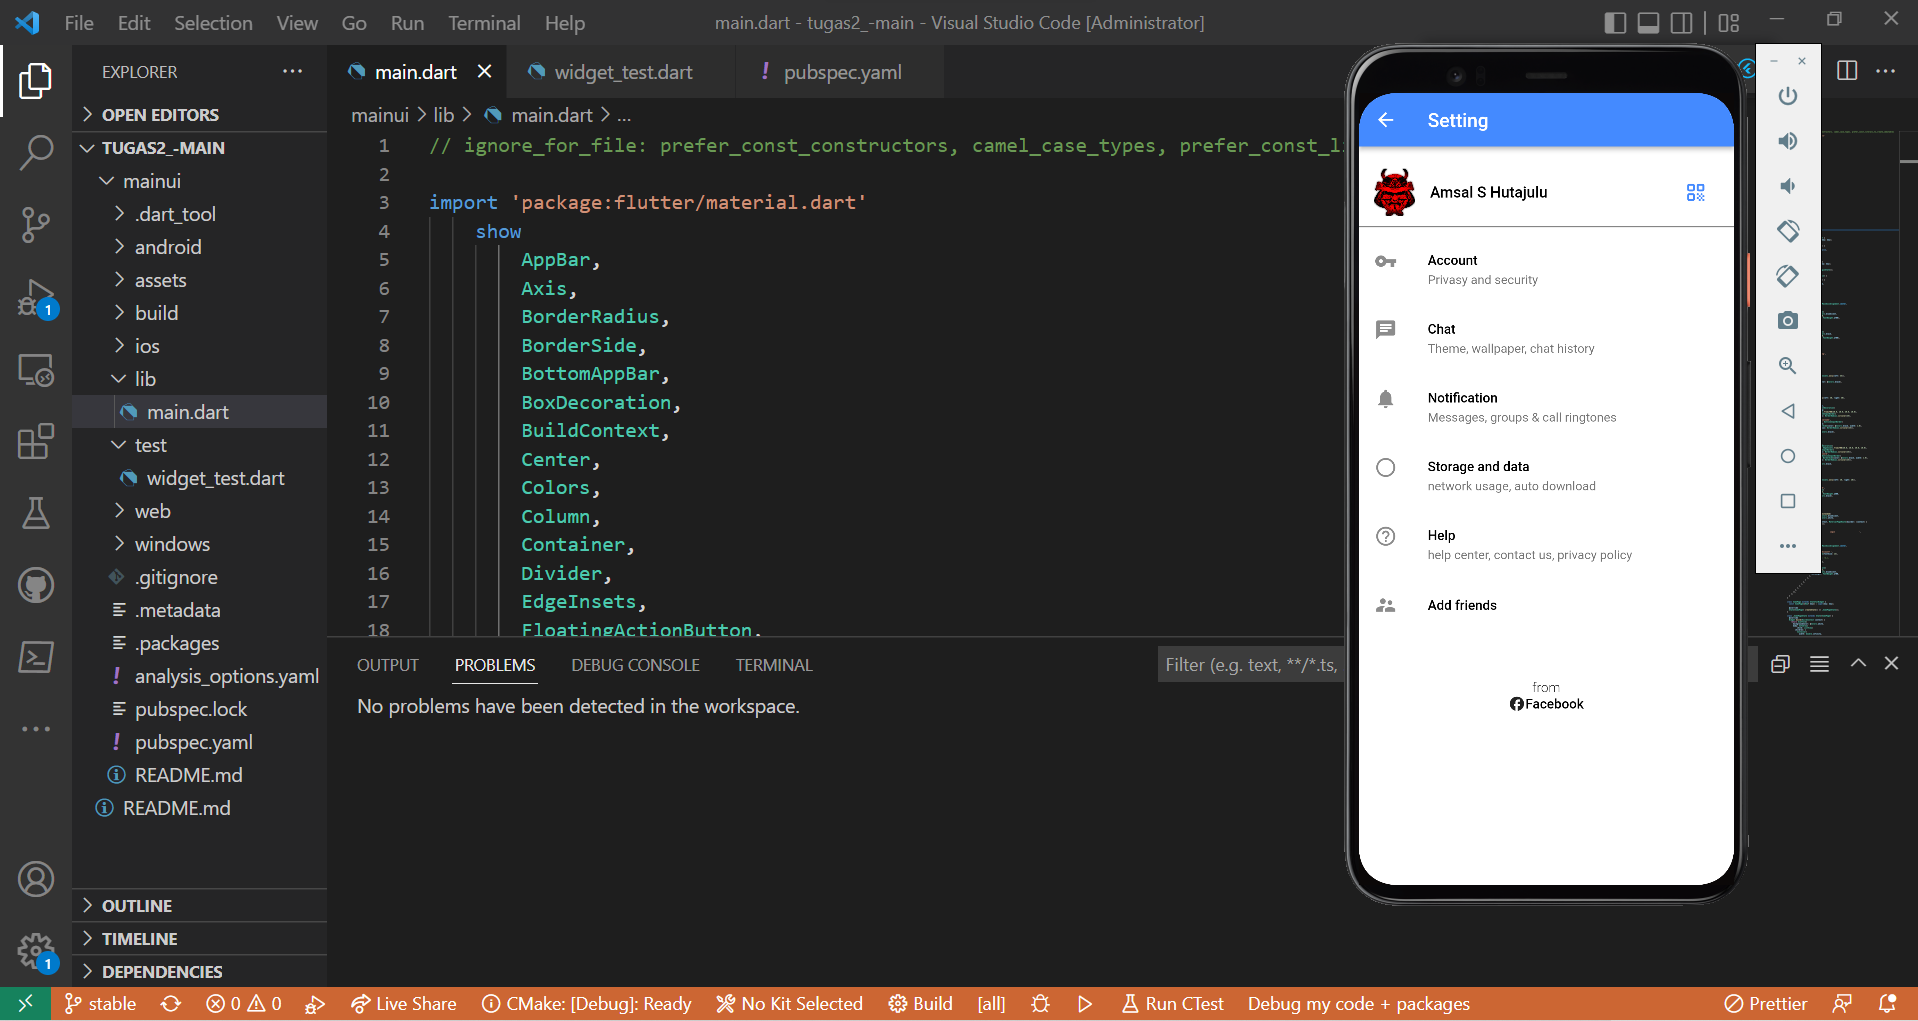 File Edit Selection View Go Run Terminal Help
main.dart - tugas2_-main - Visual Studio Code [Administrator]
EXPLORER
OPEN EDITORS
TUGAS2_-MAIN
mainui
.dart_tool
android
assets
build
ios
lib
main.dart
test
widget_test.dart
web
windows
.gitignore
.metadata
.packages
analysis_options.yaml
pubspec.lock
pubspec.yaml
README.md
README.md
OUTLINE
TIMELINE
DEPENDENCIES
1
1
main.dart widget_test.dart ! pubspec.yaml
mainui > lib > main.dart > ...
1 // ignore_for_file: prefer_const_constructors, camel_case_types, prefer_const_l
2
3 import 'package:flutter/material.dart'
4 show
5 AppBar,
6 Axis,
7 BorderRadius,
8 BorderSide,
9 BottomAppBar,
10 BoxDecoration,
11 BuildContext,
12 Center,
13 Colors,
14 Column,
15 Container,
16 Divider,
17 EdgeInsets,
18 FloatingActionButton,
OUTPUT PROBLEMS DEBUG CONSOLE TERMINAL
Filter (e.g. text, **/*.ts,
No problems have been detected in the workspace.
Setting
Amsal S Hutajulu
Account
Privacy and security
Chat
Theme, wallpaper, chat history
Notification
Messages, groups & call ringtones
Storage and data
network usage, auto download
Help
help center, contact us, privacy policy
Add friends
from
Facebook
stable 0 0 Live Share CMake: [Debug]: Ready No Kit Selected Build [all] Run CTest Debug my code + packages Prettier